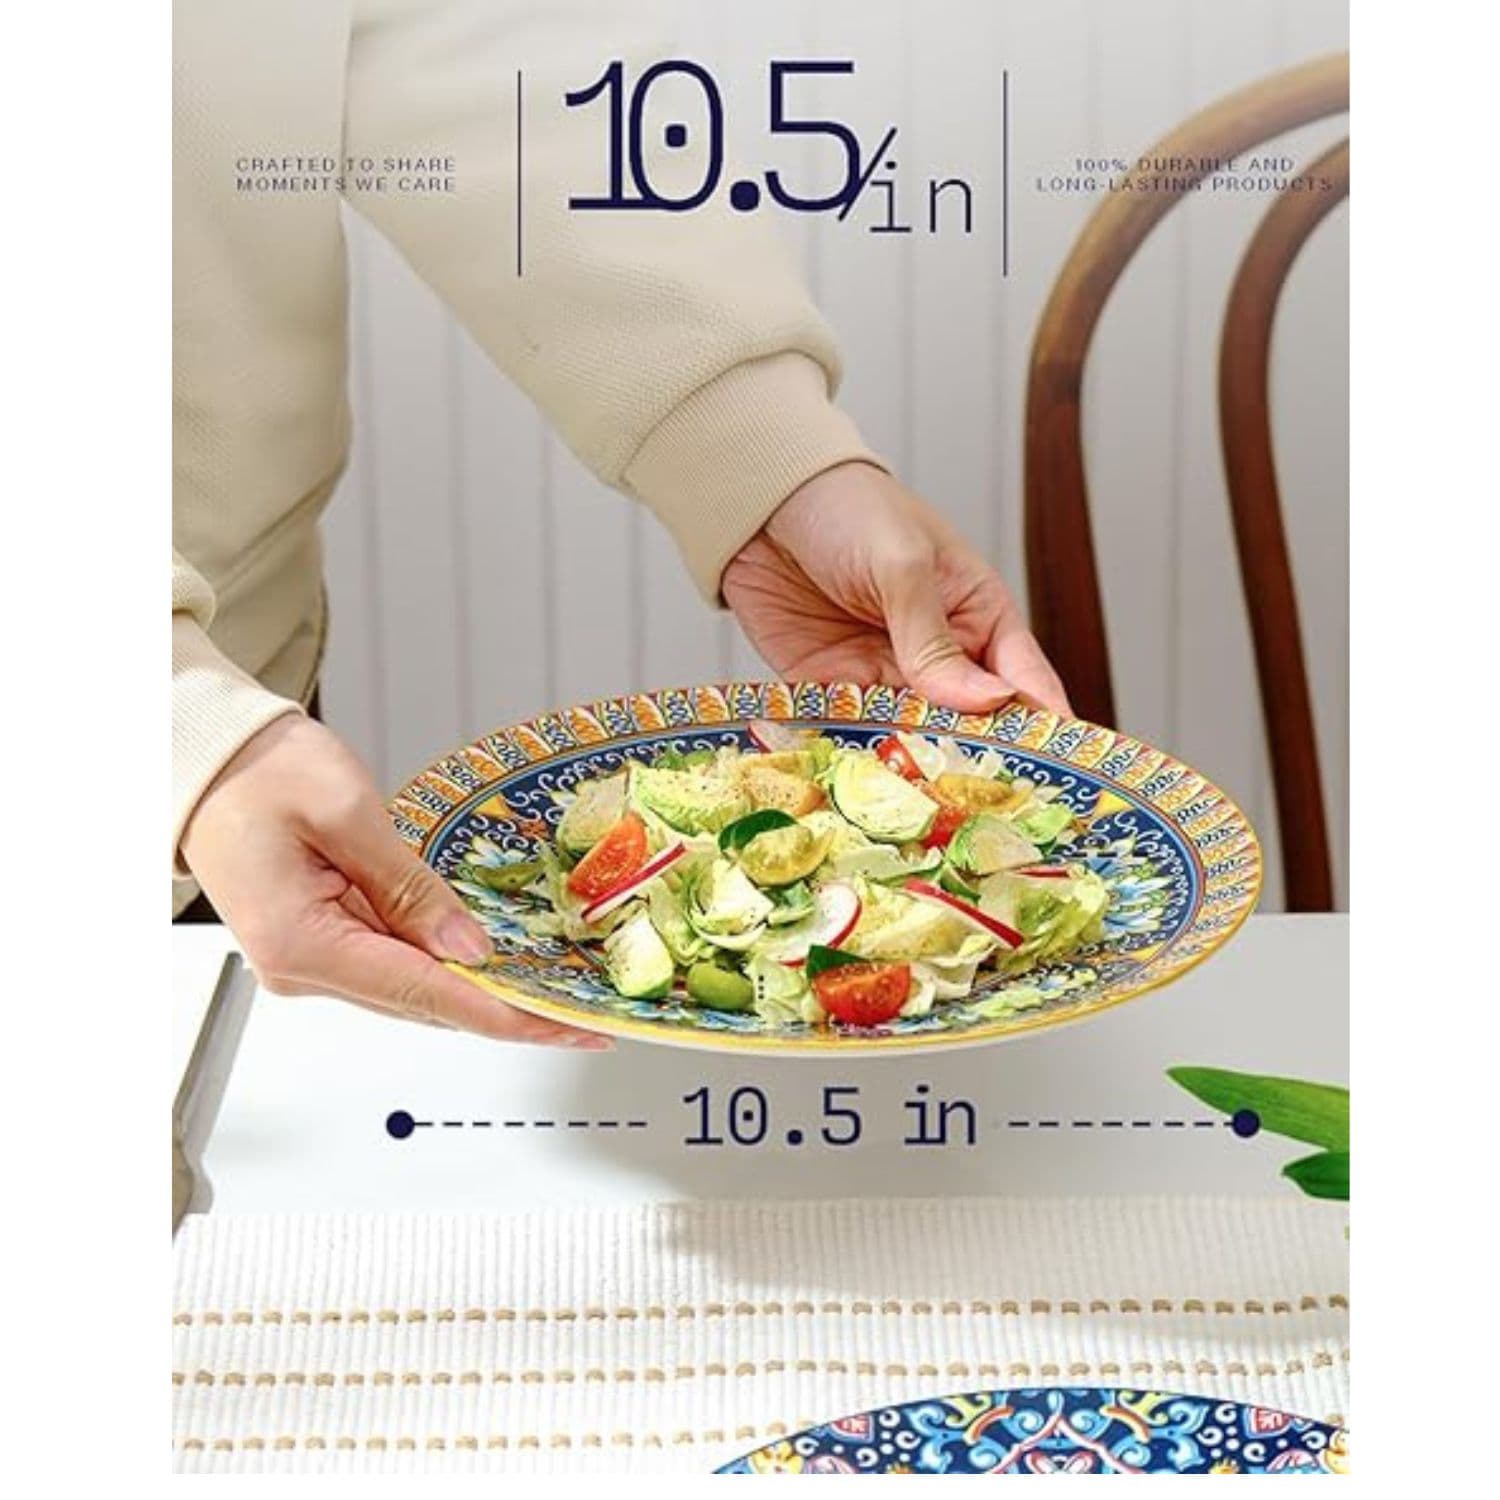 10.5/in
CRAFTED TO SHARE
MOMENTS WE CARE
100% DURABLE AND
LONG-LASTING PRODUCTS
10.5 in